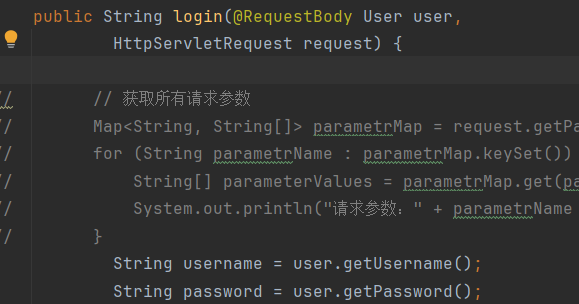 public String login(@RequestBody User user,
HttpServletRequest request) {
// // 获取所有请求参数
// Map<String, String[]> parametrMap = request.getPa
// for (String parametrName : parametrMap.keySet())
// String[] parameterValues = parametrMap.get(pa
// System.out.println("请求参数：" + parametrName
// }
String username = user.getUsername();
String password = user.getPassword();